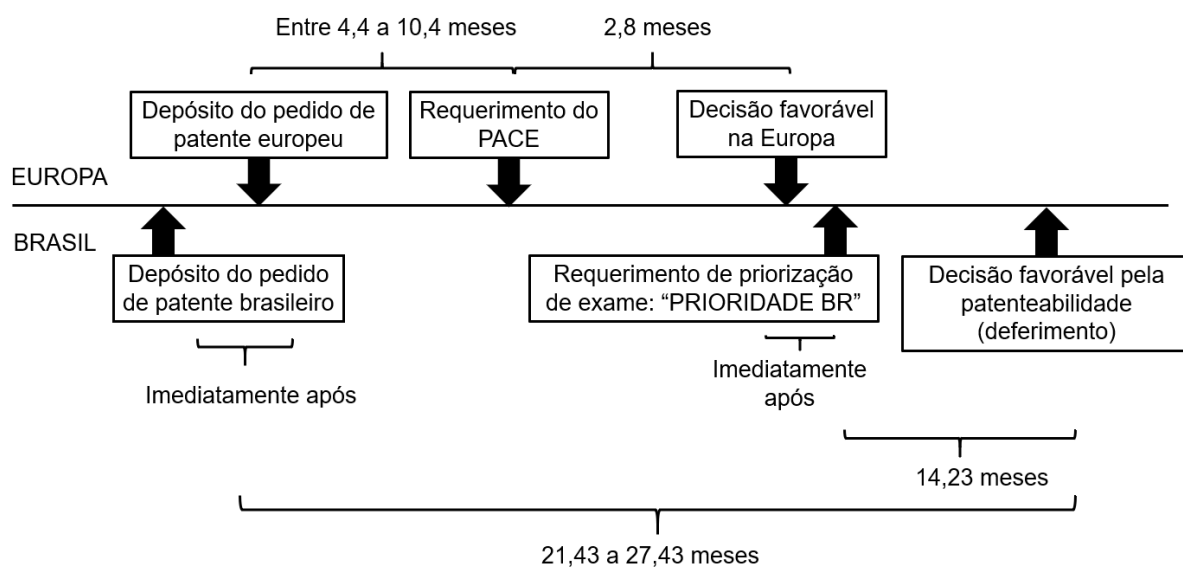 Entre 4,4 a 10,4 meses
2,8 meses
Depósito do pedido de
patente europeu
Requerimento do
PACE
Decisão favorável
na Europa
EUROPA
BRASIL
Depósito do pedido
de patente brasileiro
Requerimento de priorização
de exame: “PRIORIDADE BR”
Decisão favorável pela
patenteabilidade
(deferimento)
Imediatamente após
Imediatamente
após
14,23 meses
21,43 a 27,43 meses